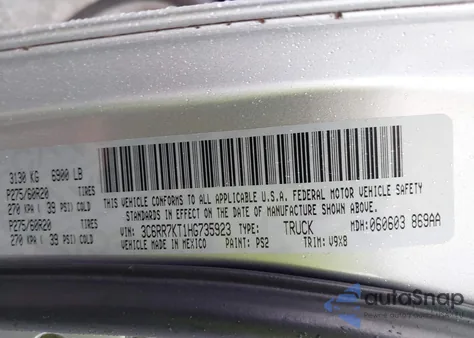 3130 KG 6900 LB
P275/60R20 TIRES
270 KPA ( 39 PSI) COLD
P275/60R20 TIRES
270 KPA ( 39 PSI) COLD
THIS VEHICLE CONFORMS TO ALL APPLICABLE U.S.A. FEDERAL MOTOR VEHICLE SAFETY
STANDARDS IN EFFECT ON THE DATE OF MANUFACTURE SHOWN ABOVE.
VIN: 3C6RR7KT1HG735923 TYPE: TRUCK MDH: 060603 869AA
VEHICLE MADE IN MEXICO PAINT: PS2 TRIM: V9X8
autoSnap